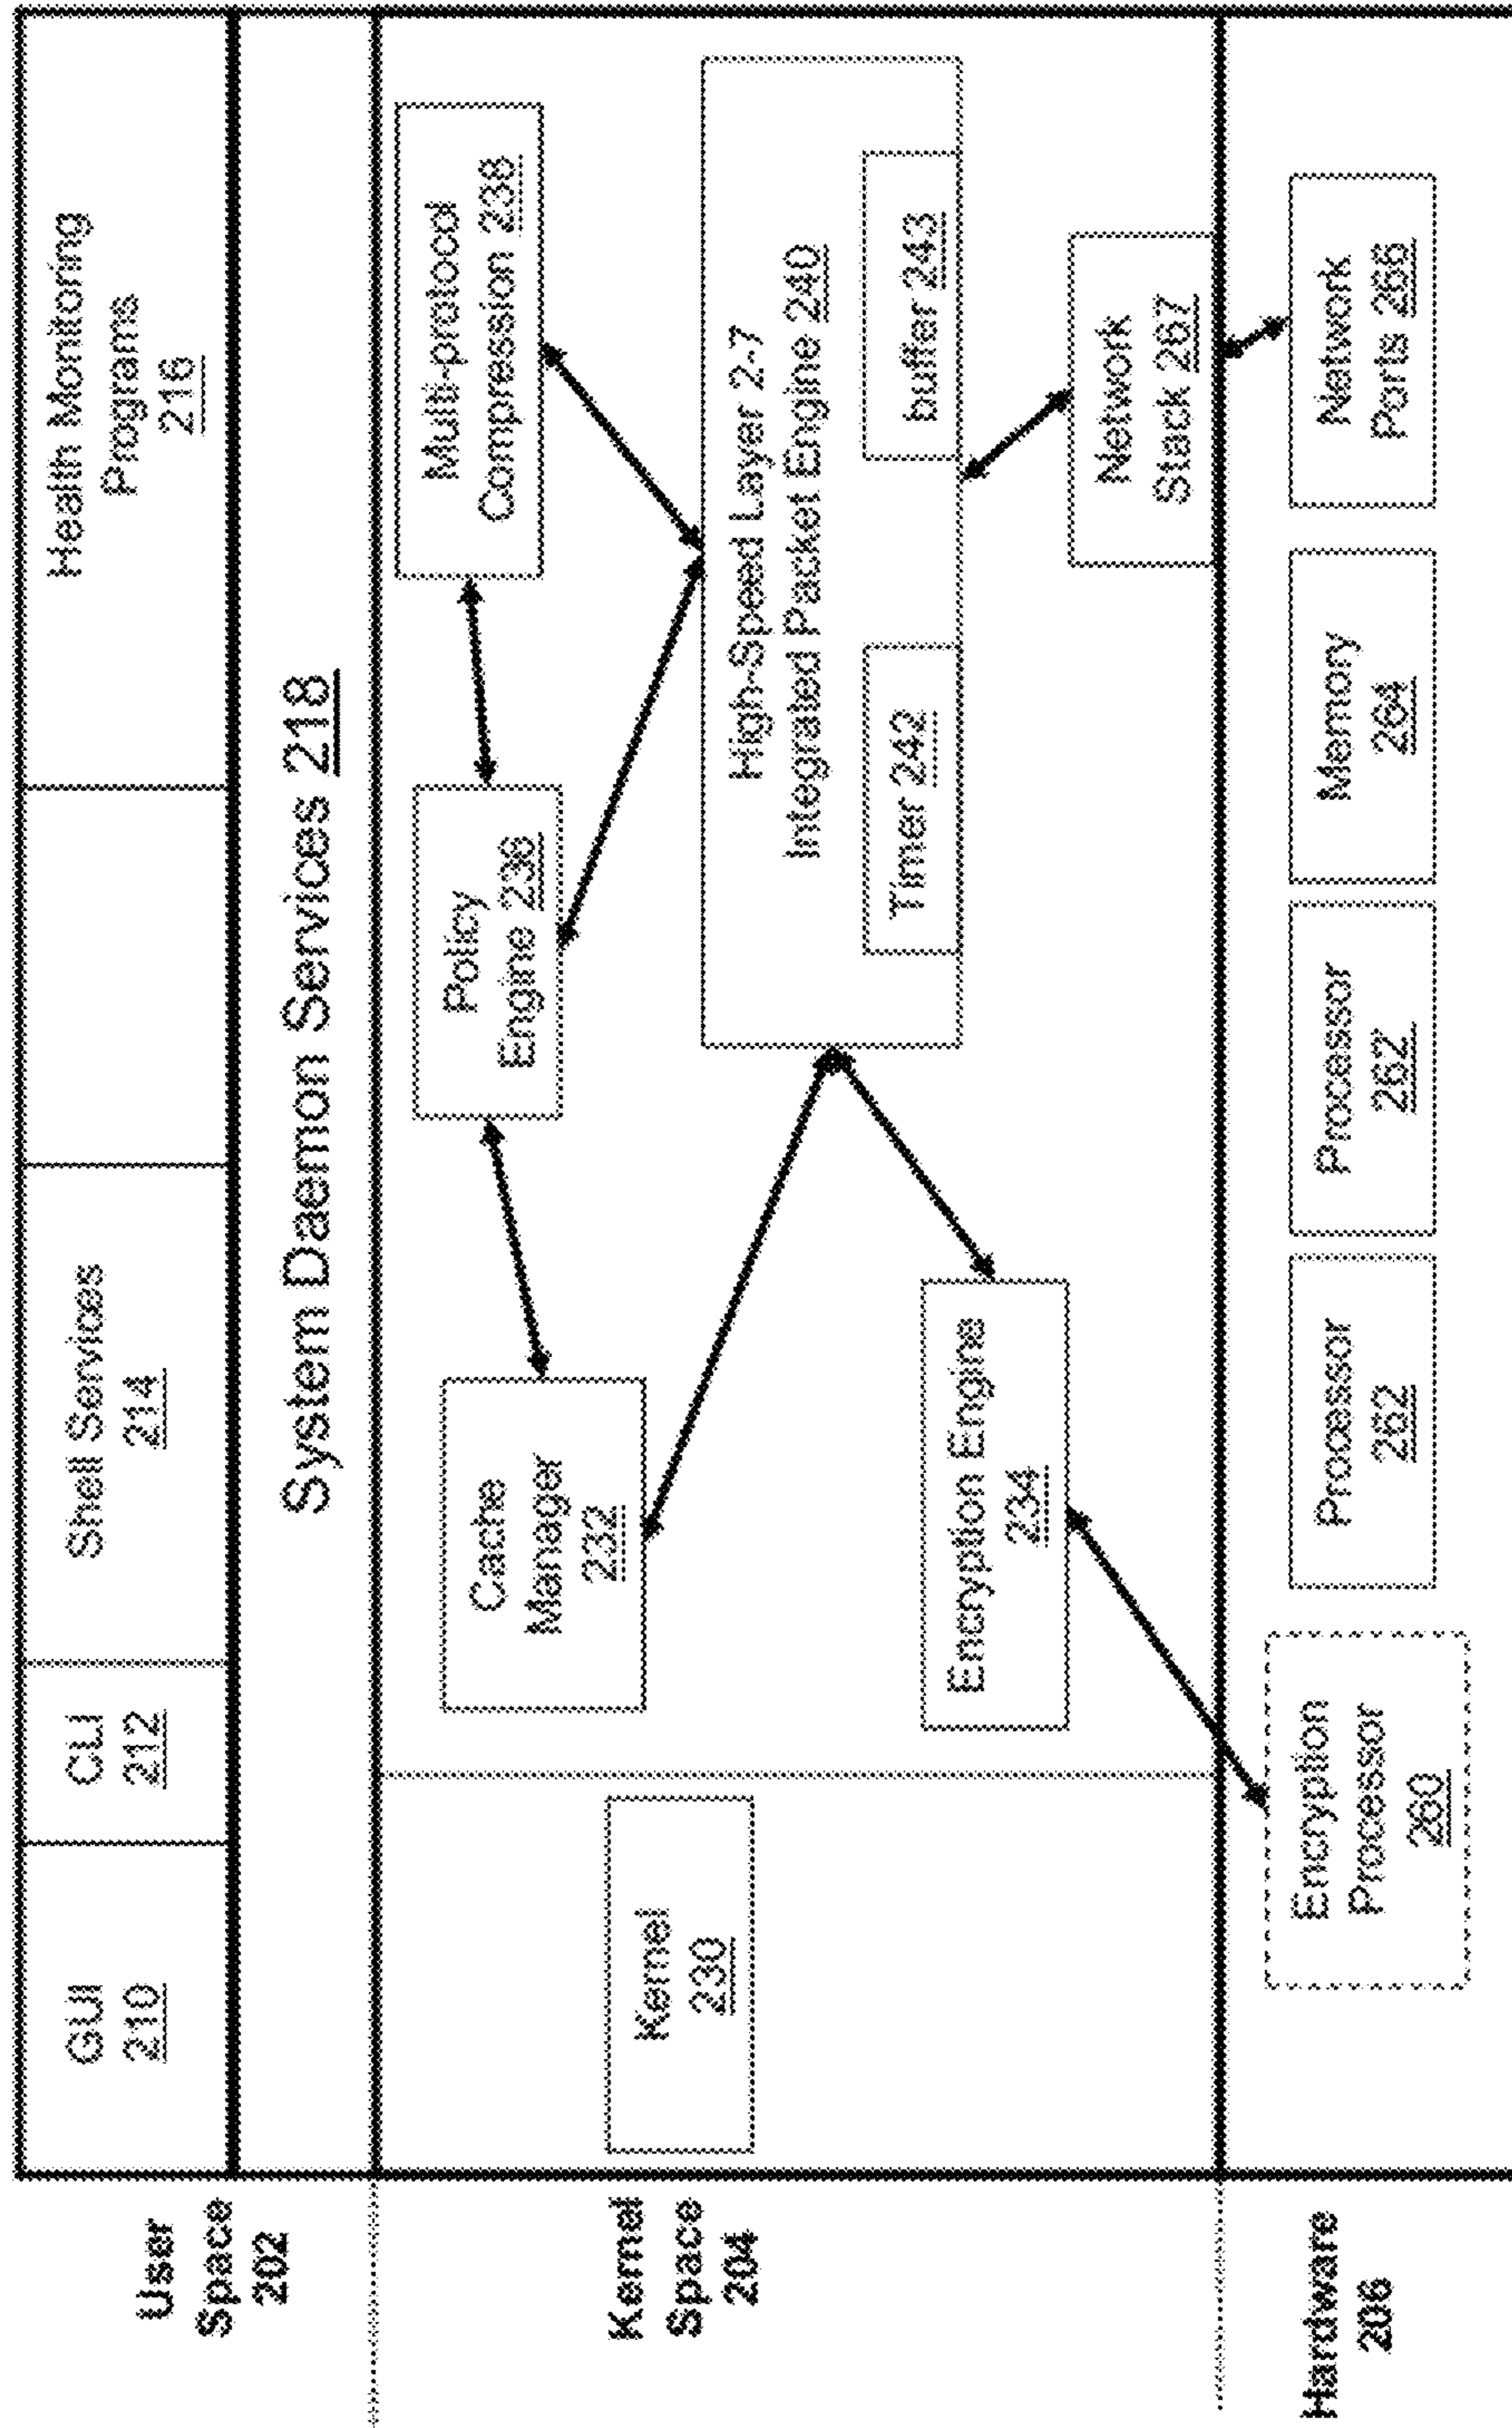 User
Space
202
GUI
210
CLI
212
Shell Services
214
Health Monitoring
Programs
216
System Daemon Services 218
Kernel
Space
204
Kernel
230
Cache
Manager
232
Policy
Engine 236
Multi-protocol
Compression 238
Encryption Engine
234
High-Speed Layer 2-7
Integrated Packet Engine 240
Timer 242
buffer 243
Network
Stack 267
Hardware
206
Encryption
Processor
260
Processor
262
Processor
262
Memory
264
Network
Ports 266